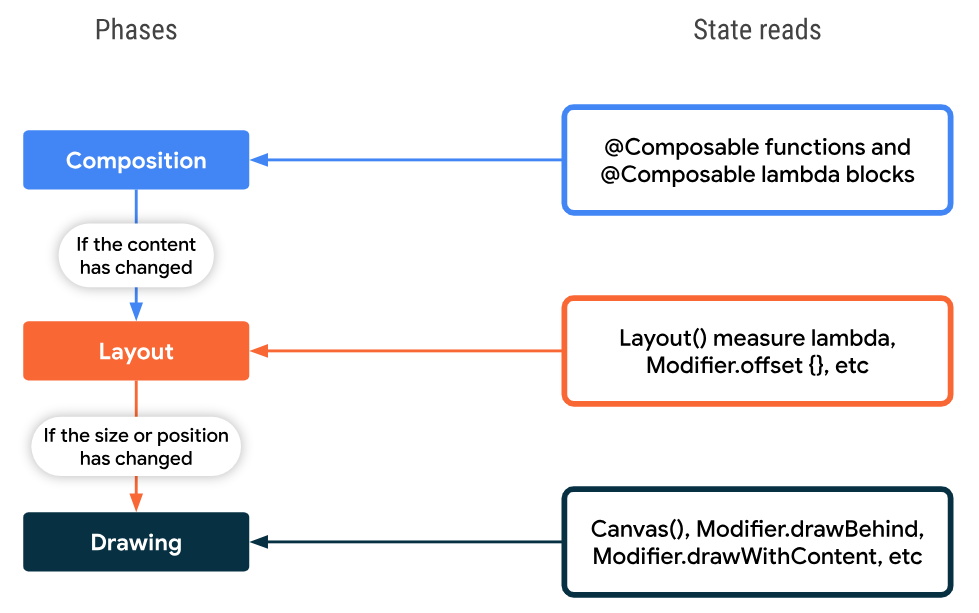 Phases
State reads
Composition
@Composable functions and
@Composable lambda blocks
If the content
has changed
Layout
Layout() measure lambda,
Modifier.offset {}, etc
If the size or position
has changed
Drawing
Canvas(), Modifier.drawBehind,
Modifier.drawWithContent, etc